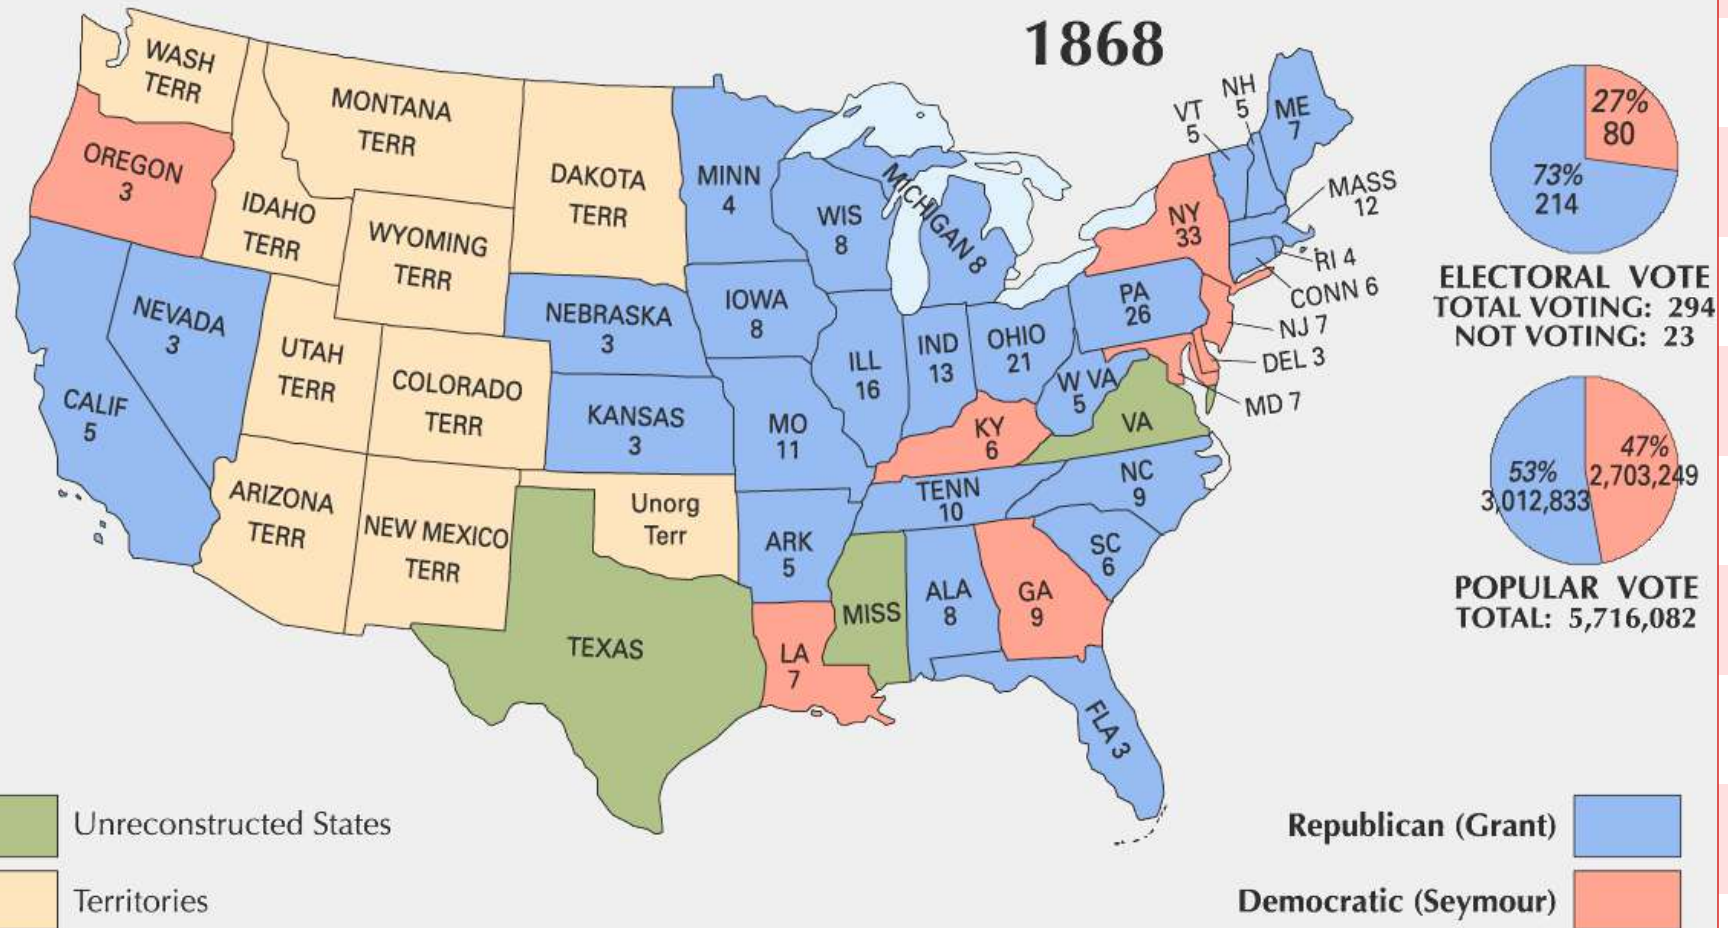 1868
WASH
TERR
MONTANA
TERR
OREGON
3
IDAHO
TERR
WYOMING
TERR
DAKOTA
TERR
MINN
4
WIS
8
MICHIGAN 8
VT
5
NH
5
ME
7
MASS
12
NY
33
RI 4
CONN 6
NJ 7
DEL 3
MD 7
PA
26
NEVADA
3
CALIF
5
UTAH
TERR
COLORADO
TERR
NEBRASKA
3
KANSAS
3
IOWA
8
MO
11
ILL
16
IND
13
OHIO
21
W VA
5
VA
KY
6
TENN
10
NC
9
SC
6
ARIZONA
TERR
NEW MEXICO
TERR
Unorg
Terr
TEXAS
ARK
5
LA
7
MISS
ALA
8
GA
9
FLA 3
27%
80
73%
214
ELECTORAL VOTE
TOTAL VOTING: 294
NOT VOTING: 23
47%
2,703,249
53%
3,012,833
POPULAR VOTE
TOTAL: 5,716,082
Unreconstructed States
Territories
Republican (Grant)
Democratic (Seymour)